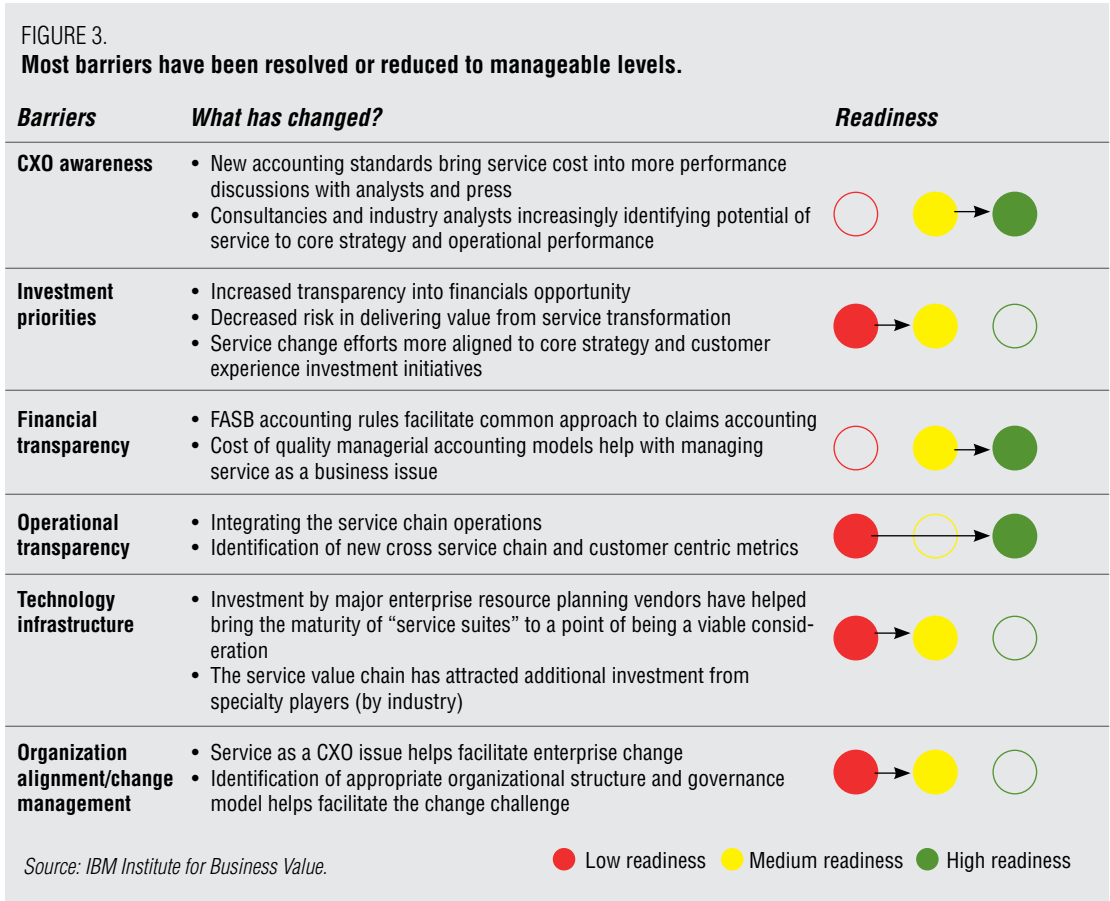 FIGURE 3.
Most barriers have been resolved or reduced to manageable levels.
Barriers What has changed? Readiness
CXO awareness
• New accounting standards bring service cost into more performance
discussions with analysts and press
• Consultancies and industry analysts increasingly identifying potential of
service to core strategy and operational performance
Investment
priorities
• Increased transparency into financials opportunity
• Decreased risk in delivering value from service transformation
• Service change efforts more aligned to core strategy and customer
experience investment initiatives
Financial
transparency
• FASB accounting rules facilitate common approach to claims accounting
• Cost of quality managerial accounting models help with managing
service as a business issue
Operational
transparency
• Integrating the service chain operations
• Identification of new cross service chain and customer centric metrics
Technology
infrastructure
• Investment by major enterprise resource planning vendors have helped
bring the maturity of “service suites” to a point of being a viable consid-
eration
• The service value chain has attracted additional investment from
specialty players (by industry)
Organization
alignment/change
management
• Service as a CXO issue helps facilitate enterprise change
• Identification of appropriate organizational structure and governance
model helps facilitate the change challenge
Source: IBM Institute for Business Value.
Low readiness Medium readiness High readiness